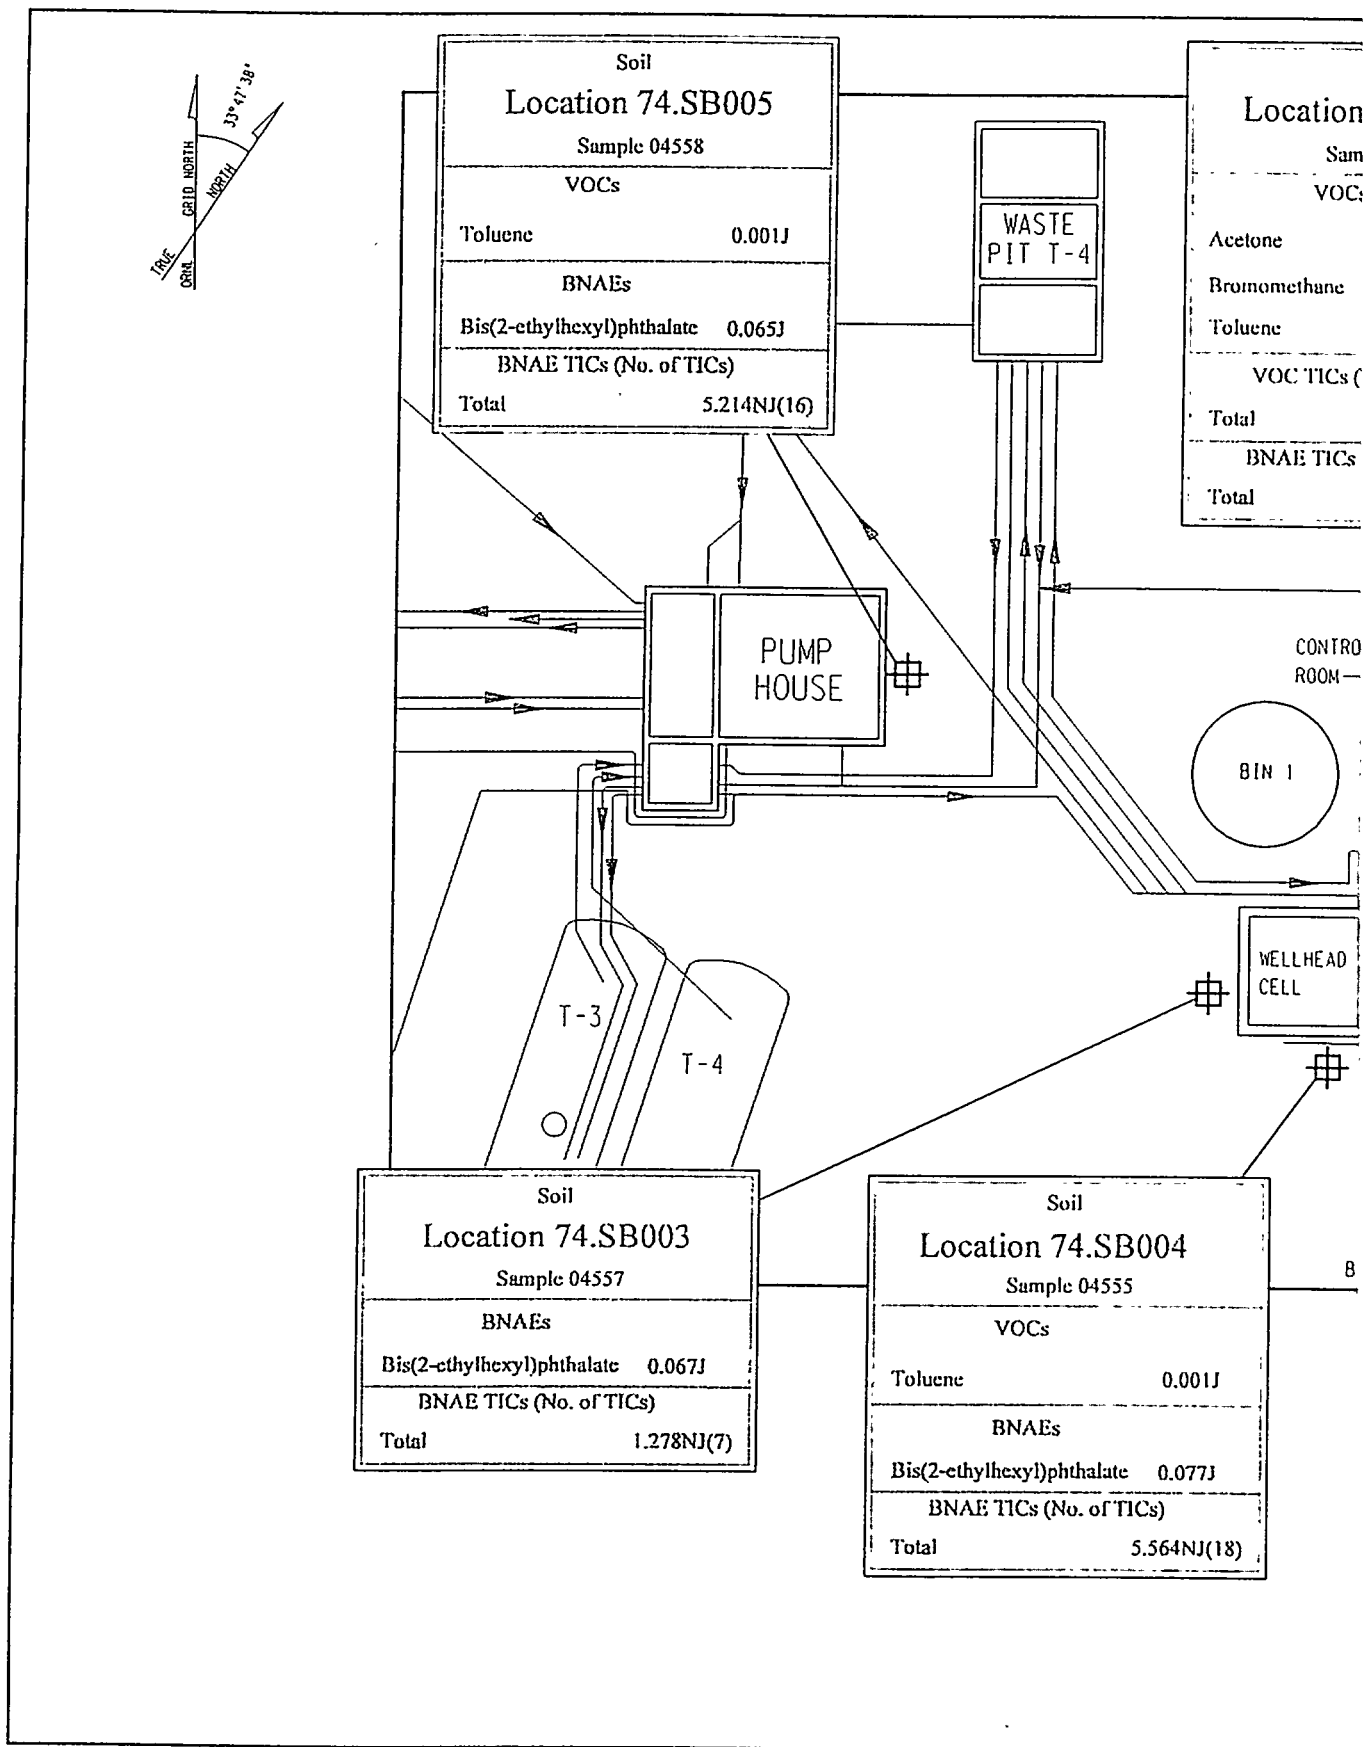 33° 47' 38"
TRUE NORTH
ORNL GRID NORTH
Soil
Location 74.SB005
Sample 04558
VOCs
Toluene 0.001J
BNAEs
Bis(2-ethylhexyl)phthalate 0.065J
BNAE TICs (No. of TICs)
Total 5.214NJ(16)
WASTE
PIT T-4
Location
Sam
VOCs
Acetone
Bromomethane
Toluene
VOC TICs (
Total
BNAE TICs
Total
PUMP
HOUSE
CONTRO
ROOM
BIN 1
WELLHEAD
CELL
T-3
T-4
Soil
Location 74.SB003
Sample 04557
BNAEs
Bis(2-ethylhexyl)phthalate 0.067J
BNAE TICs (No. of TICs)
Total 1.278NJ(7)
Soil
Location 74.SB004
Sample 04555
VOCs
Toluene 0.001J
BNAEs
Bis(2-ethylhexyl)phthalate 0.077J
BNAE TICs (No. of TICs)
Total 5.564NJ(18)
B